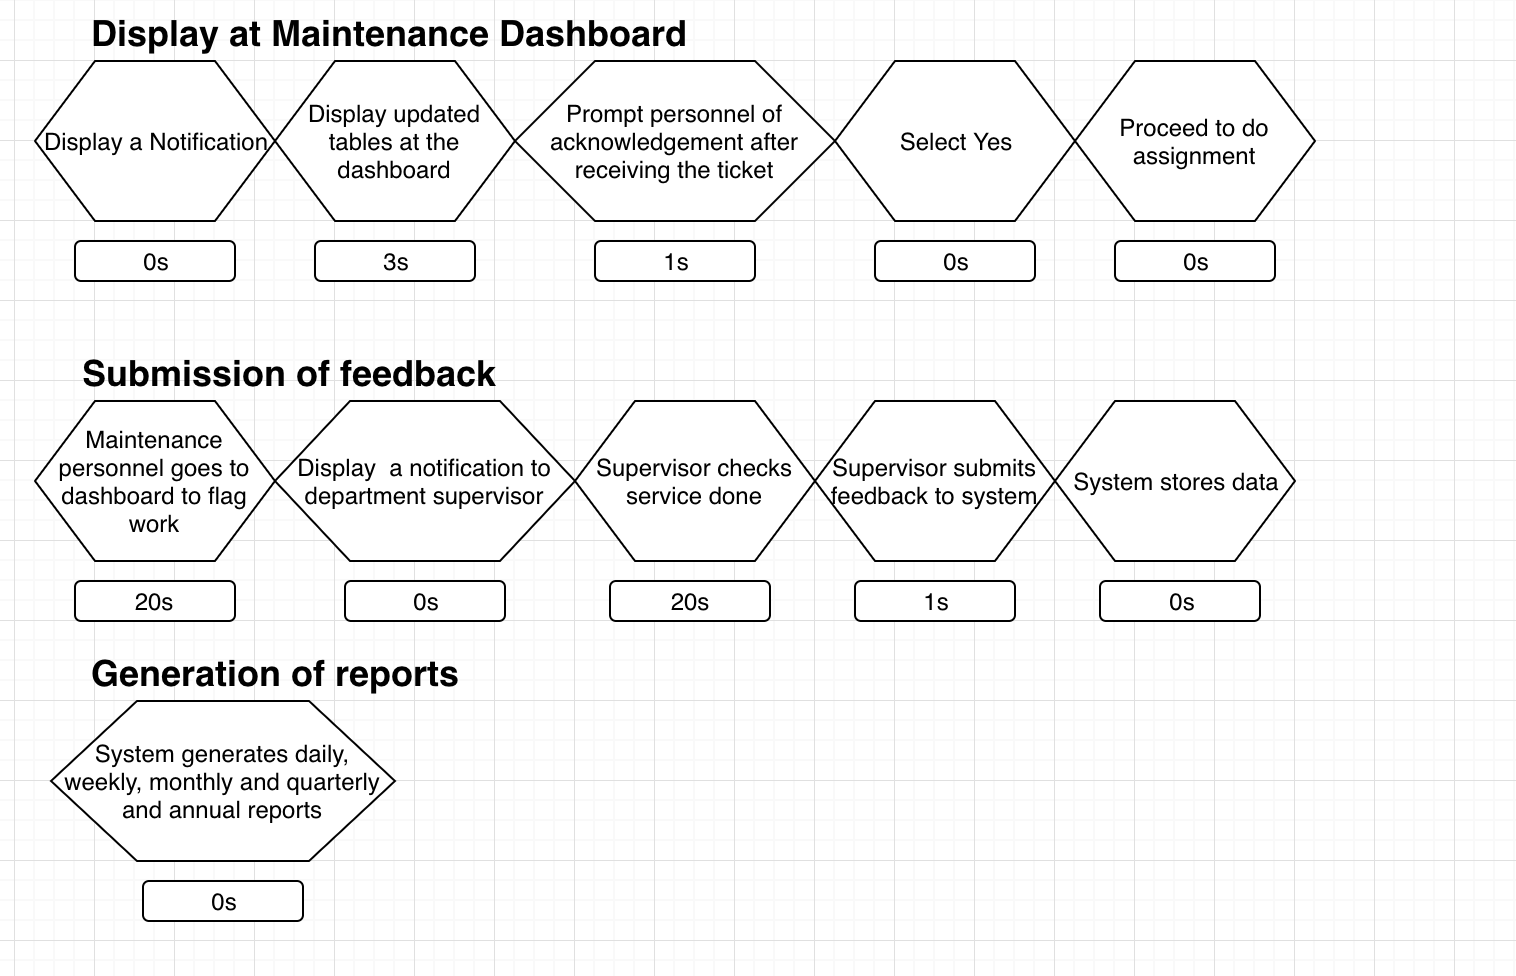 Display at Maintenance Dashboard
Display a Notification
Display updated
tables at the
dashboard
Prompt personnel of
acknowledgement after
receiving the ticket
Select Yes
Proceed to do
assignment
0s
3s
1s
0s
0s
Submission of feedback
Maintenance
personnel goes to
dashboard to flag
work
Display  a notification to
department supervisor
Supervisor checks
service done
Supervisor submits
feedback to system
System stores data
20s
0s
20s
1s
0s
Generation of reports
System generates daily,
weekly, monthly and quarterly
and annual reports
0s